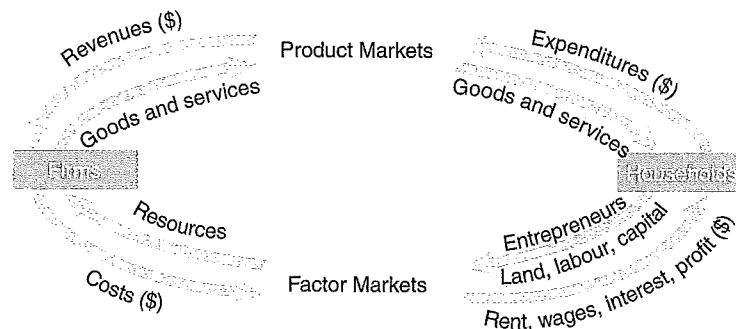 Revenues ($)
Product Markets
Expenditures ($)
Goods and services
Goods and services
Firms
Households
Resources
Entrepreneurs
Land, labour, capital
Costs ($)
Factor Markets
Rent, wages, interest, profit ($)